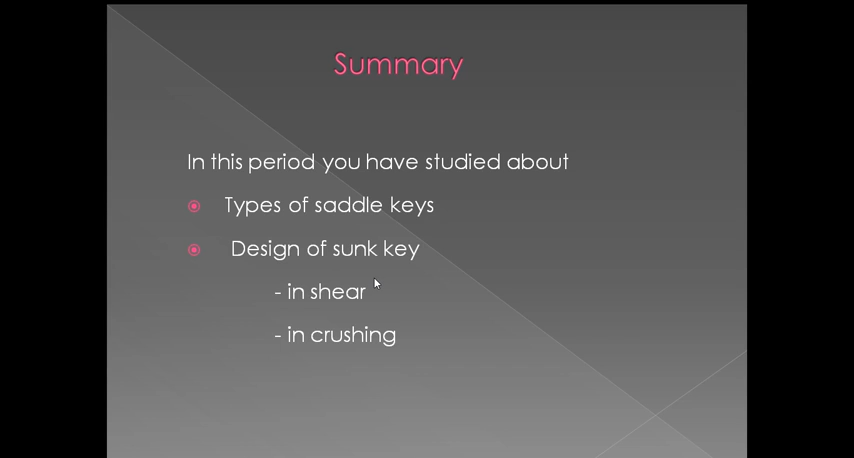 Summary
In this period you have studied about
Types of saddle keys
Design of sunk key
- in shear
- in crushing